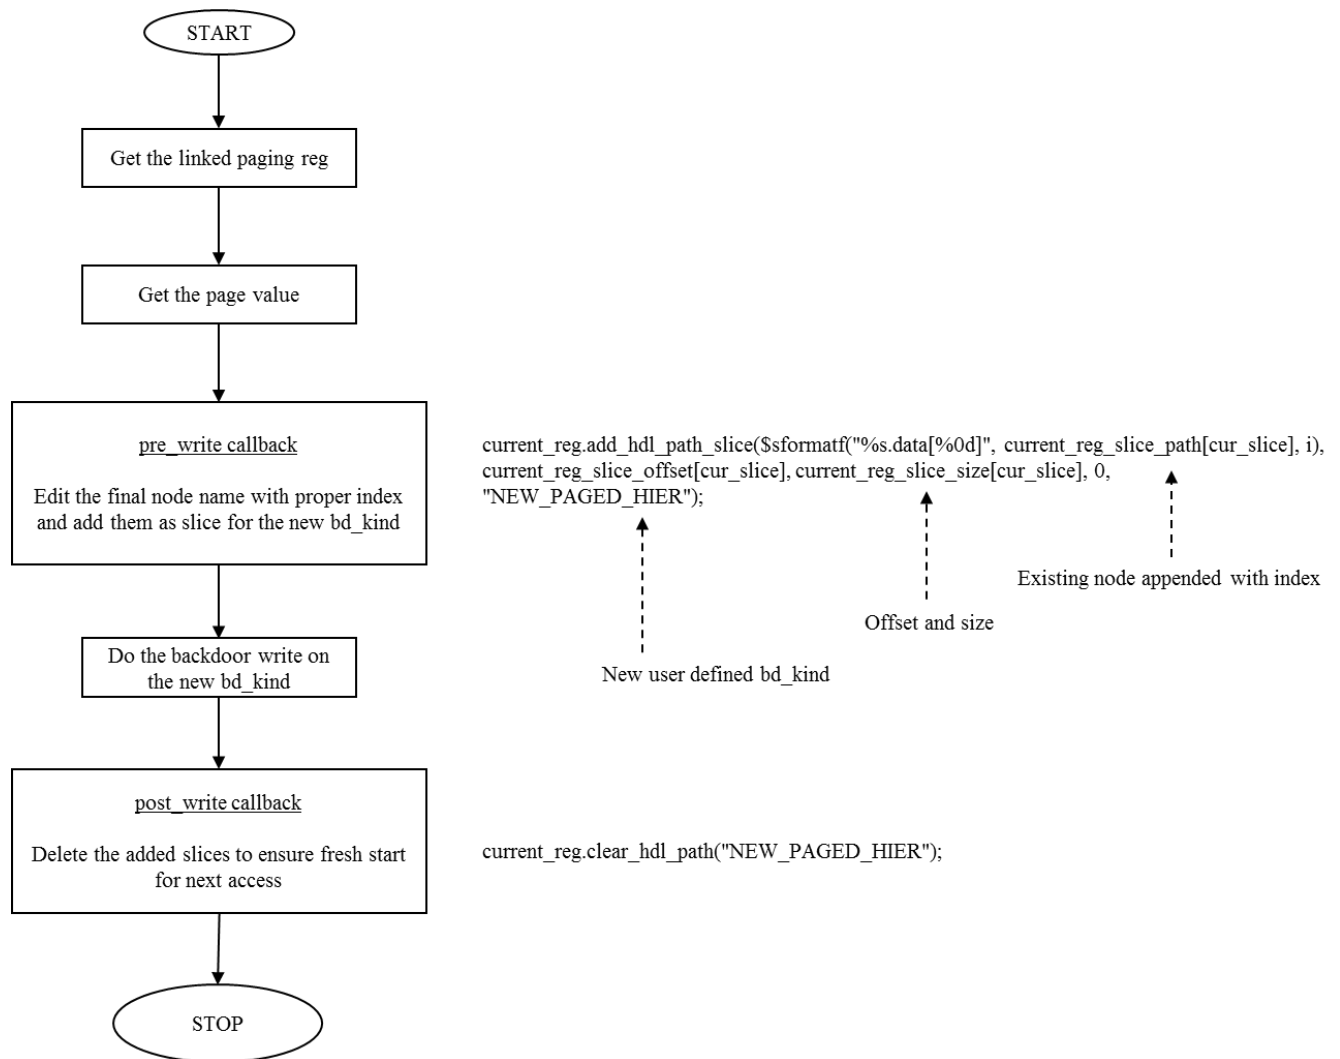 START
Get the linked paging reg
Get the page value
pre_write callback
Edit the final node name with proper index
and add them as slice for the new bd_kind
current_reg.add_hdl_path_slice($sformatf("%s.data[%0d]", current_reg_slice_path[cur_slice], i),
current_reg_slice_offset[cur_slice], current_reg_slice_size[cur_slice], 0,
"NEW_PAGED_HIER");
Existing node appended with index
Offset and size
New user defined bd_kind
Do the backdoor write on
the new bd_kind
post_write callback
Delete the added slices to ensure fresh start
for next access
current_reg.clear_hdl_path("NEW_PAGED_HIER");
STOP